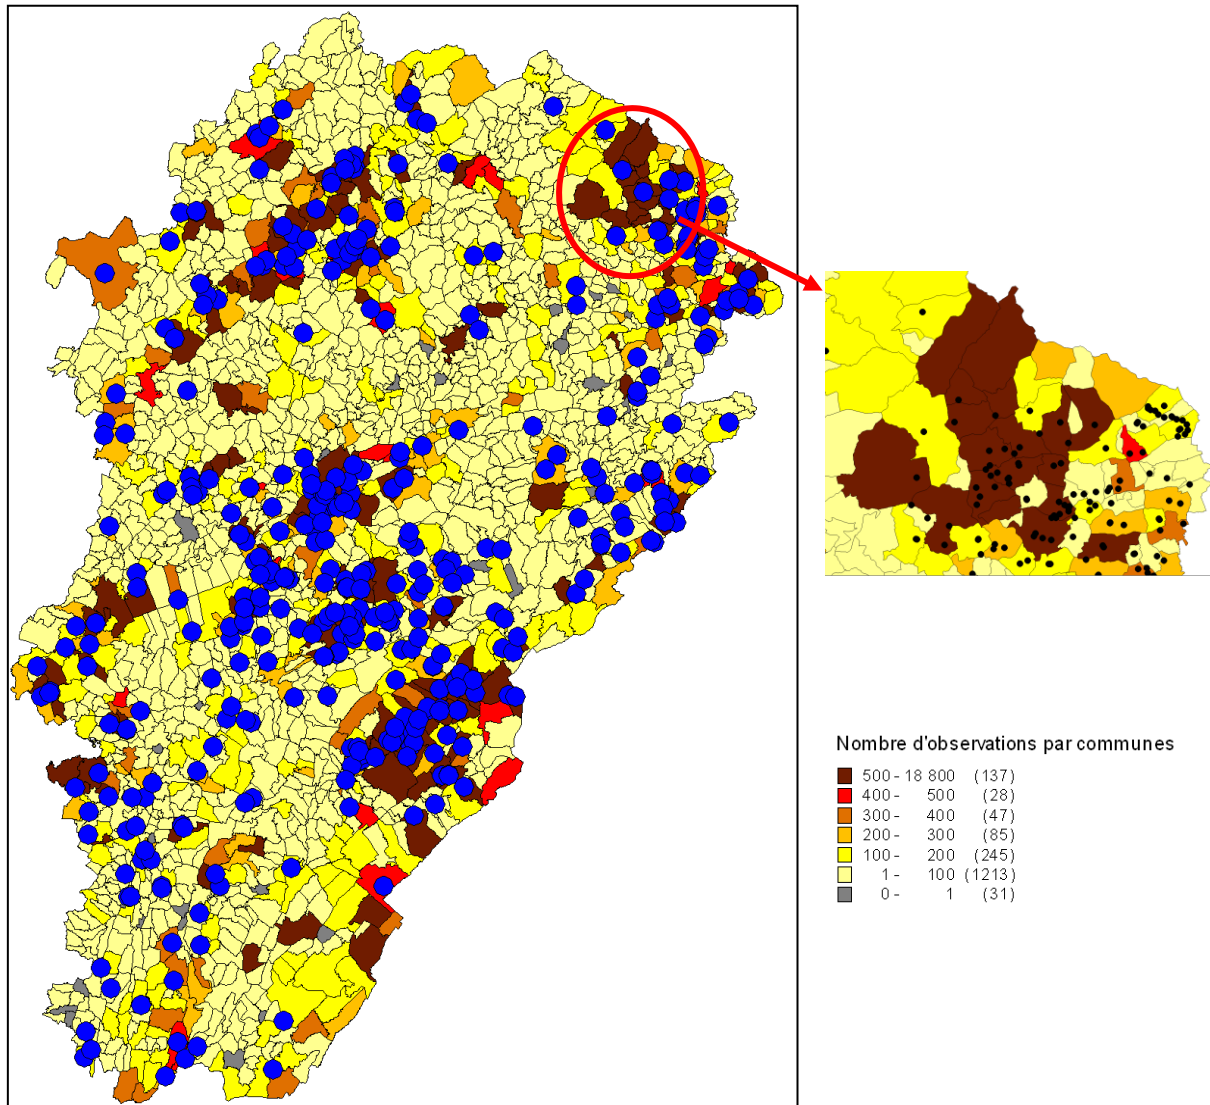 Nombre d'observations par communes
500 - 18 800 (137)
400 - 500 (28)
300 - 400 (47)
200 - 300 (85)
100 - 200 (245)
1 - 100 (1213)
0 - 1 (31)